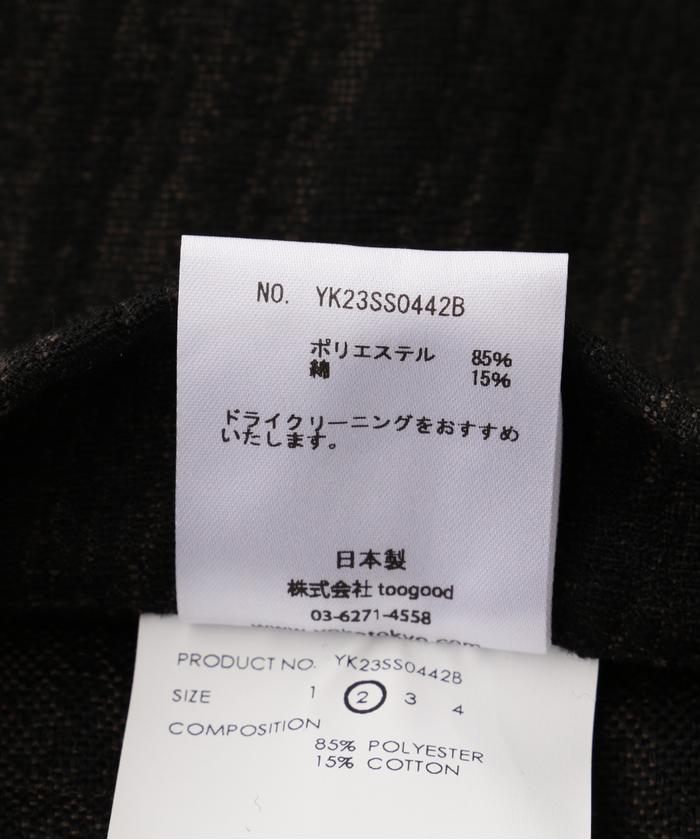 NO. YK23SS0442B
ポリエステル 85%
綿 15%
ドライクリーニングをおすすめ
いたします。
日本製
株式会社 toogood
03-6271-4558
PRODUCT NO. YK23SS0442B
SIZE 1 2 3 4
COMPOSITION
85% POLYESTER
15% COTTON